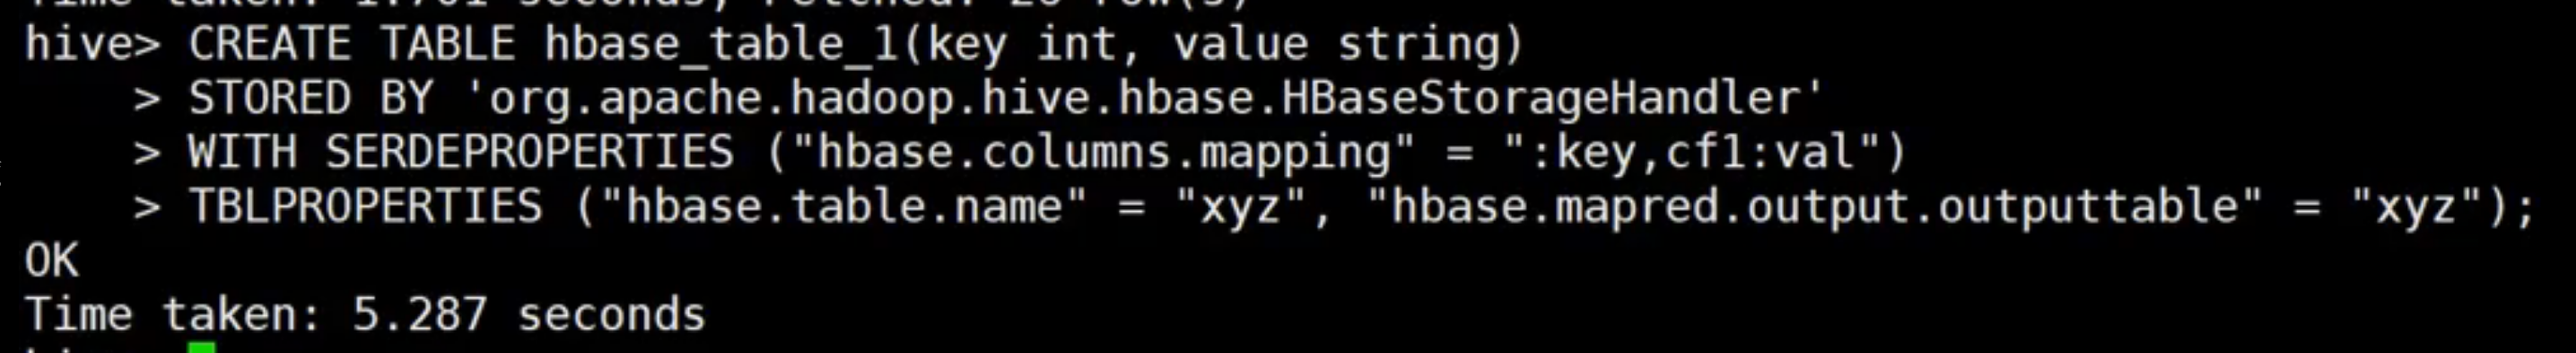 hive> CREATE TABLE hbase_table_1(key int, value string)
    > STORED BY 'org.apache.hadoop.hive.hbase.HBaseStorageHandler'
    > WITH SERDEPROPERTIES ("hbase.columns.mapping" = ":key,cf1:val")
    > TBLPROPERTIES ("hbase.table.name" = "xyz", "hbase.mapred.output.outputtable" = "xyz");
OK
Time taken: 5.287 seconds